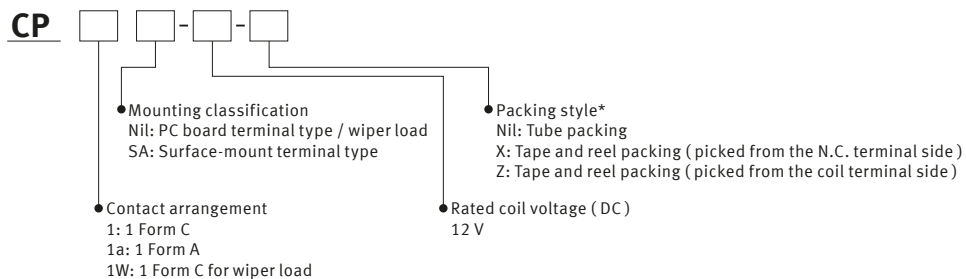 CP
Mounting classification
Nil: PC board terminal type / wiper load
SA: Surface-mount terminal type
Packing style*
Nil: Tube packing
X: Tape and reel packing ( picked from the N.C. terminal side )
Z: Tape and reel packing ( picked from the coil terminal side )
Contact arrangement
1: 1 Form C
1a: 1 Form A
1W: 1 Form C for wiper load
Rated coil voltage ( DC )
12 V